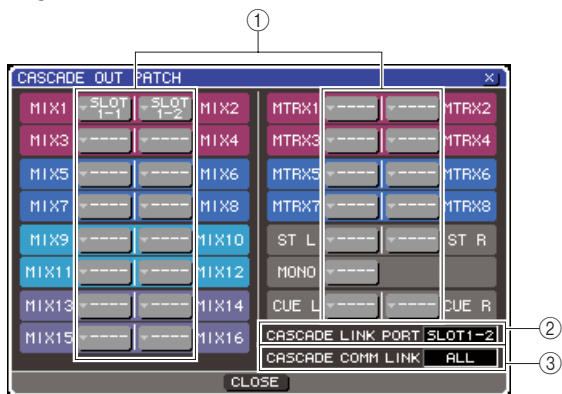 ①
CASCADE OUT PATCH ×
MIX1 SLOT 1-1 SLOT 1-2 MIX2 MTRX1 ---- ---- MTRX2
MIX3 ---- ---- MIX4 MTRX3 ---- ---- MTRX4
MIX5 ---- ---- MIX6 MTRX5 ---- ---- MTRX6
MIX7 ---- ---- MIX8 MTRX7 ---- ---- MTRX8
MIX9 ---- ---- MIX10 ST L ---- ---- ST R
MIX11 ---- ---- MIX12 MONO ----
MIX13 ---- ---- MIX14 CUE L ---- ---- CUE R
MIX15 ---- ---- MIX16 CASCADE LINK PORT SLOT1-2 ②
CASCADE COMM LINK ALL ③
CLOSE